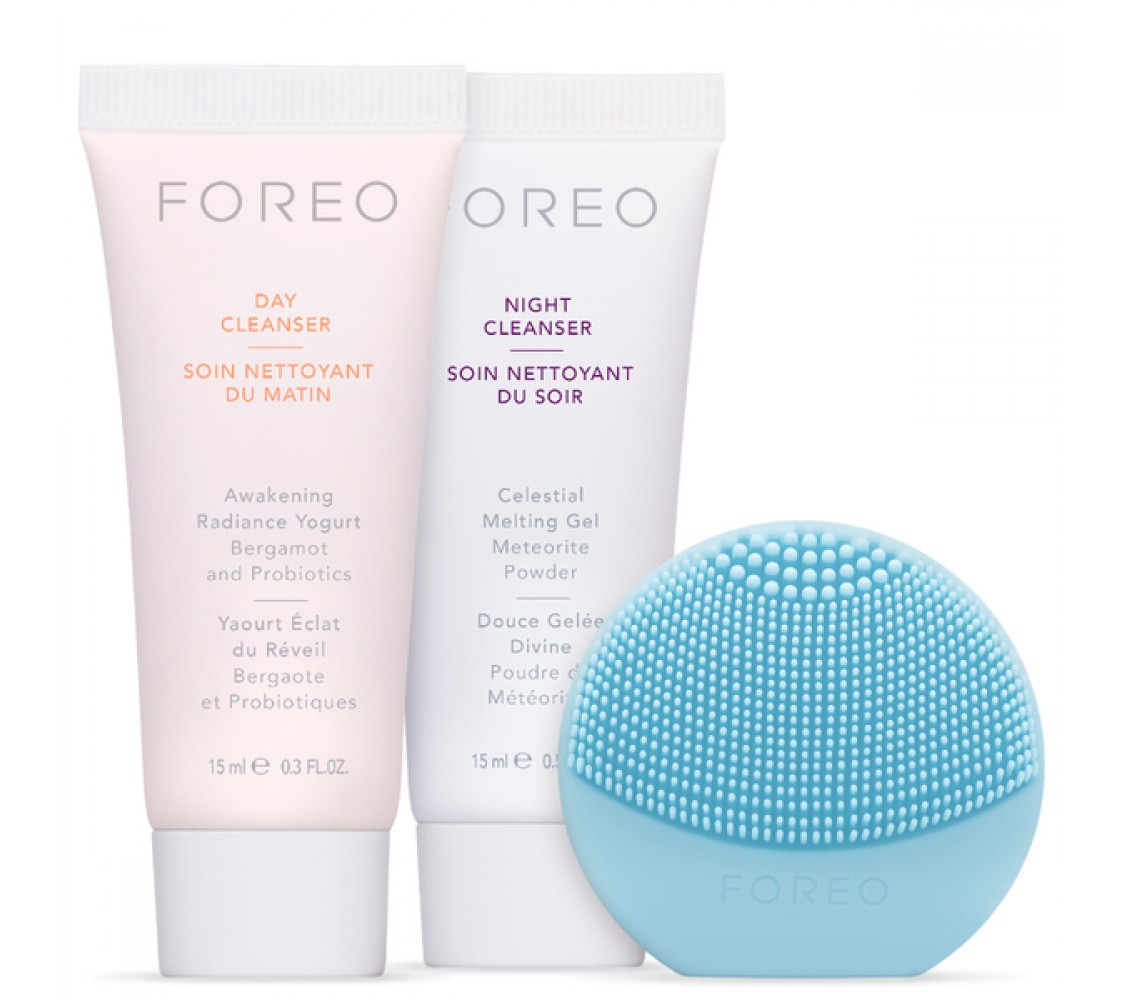 FOREO
DAY
CLEANSER
SOIN NETTOYANT
DU MATIN
Awakening
Radiance Yogurt
Bergamot
and Probiotics
Yaourt Éclat
du Réveil
Bergaote
et Probiotiques
15 ml e 0.3 FL.OZ.
OREO
NIGHT
CLEANSER
SOIN NETTOYANT
DU SOIR
Celestial
Melting Gel
Meteorite
Powder
Douce Gelée
Divine
Poudre
15 ml e
FOREO